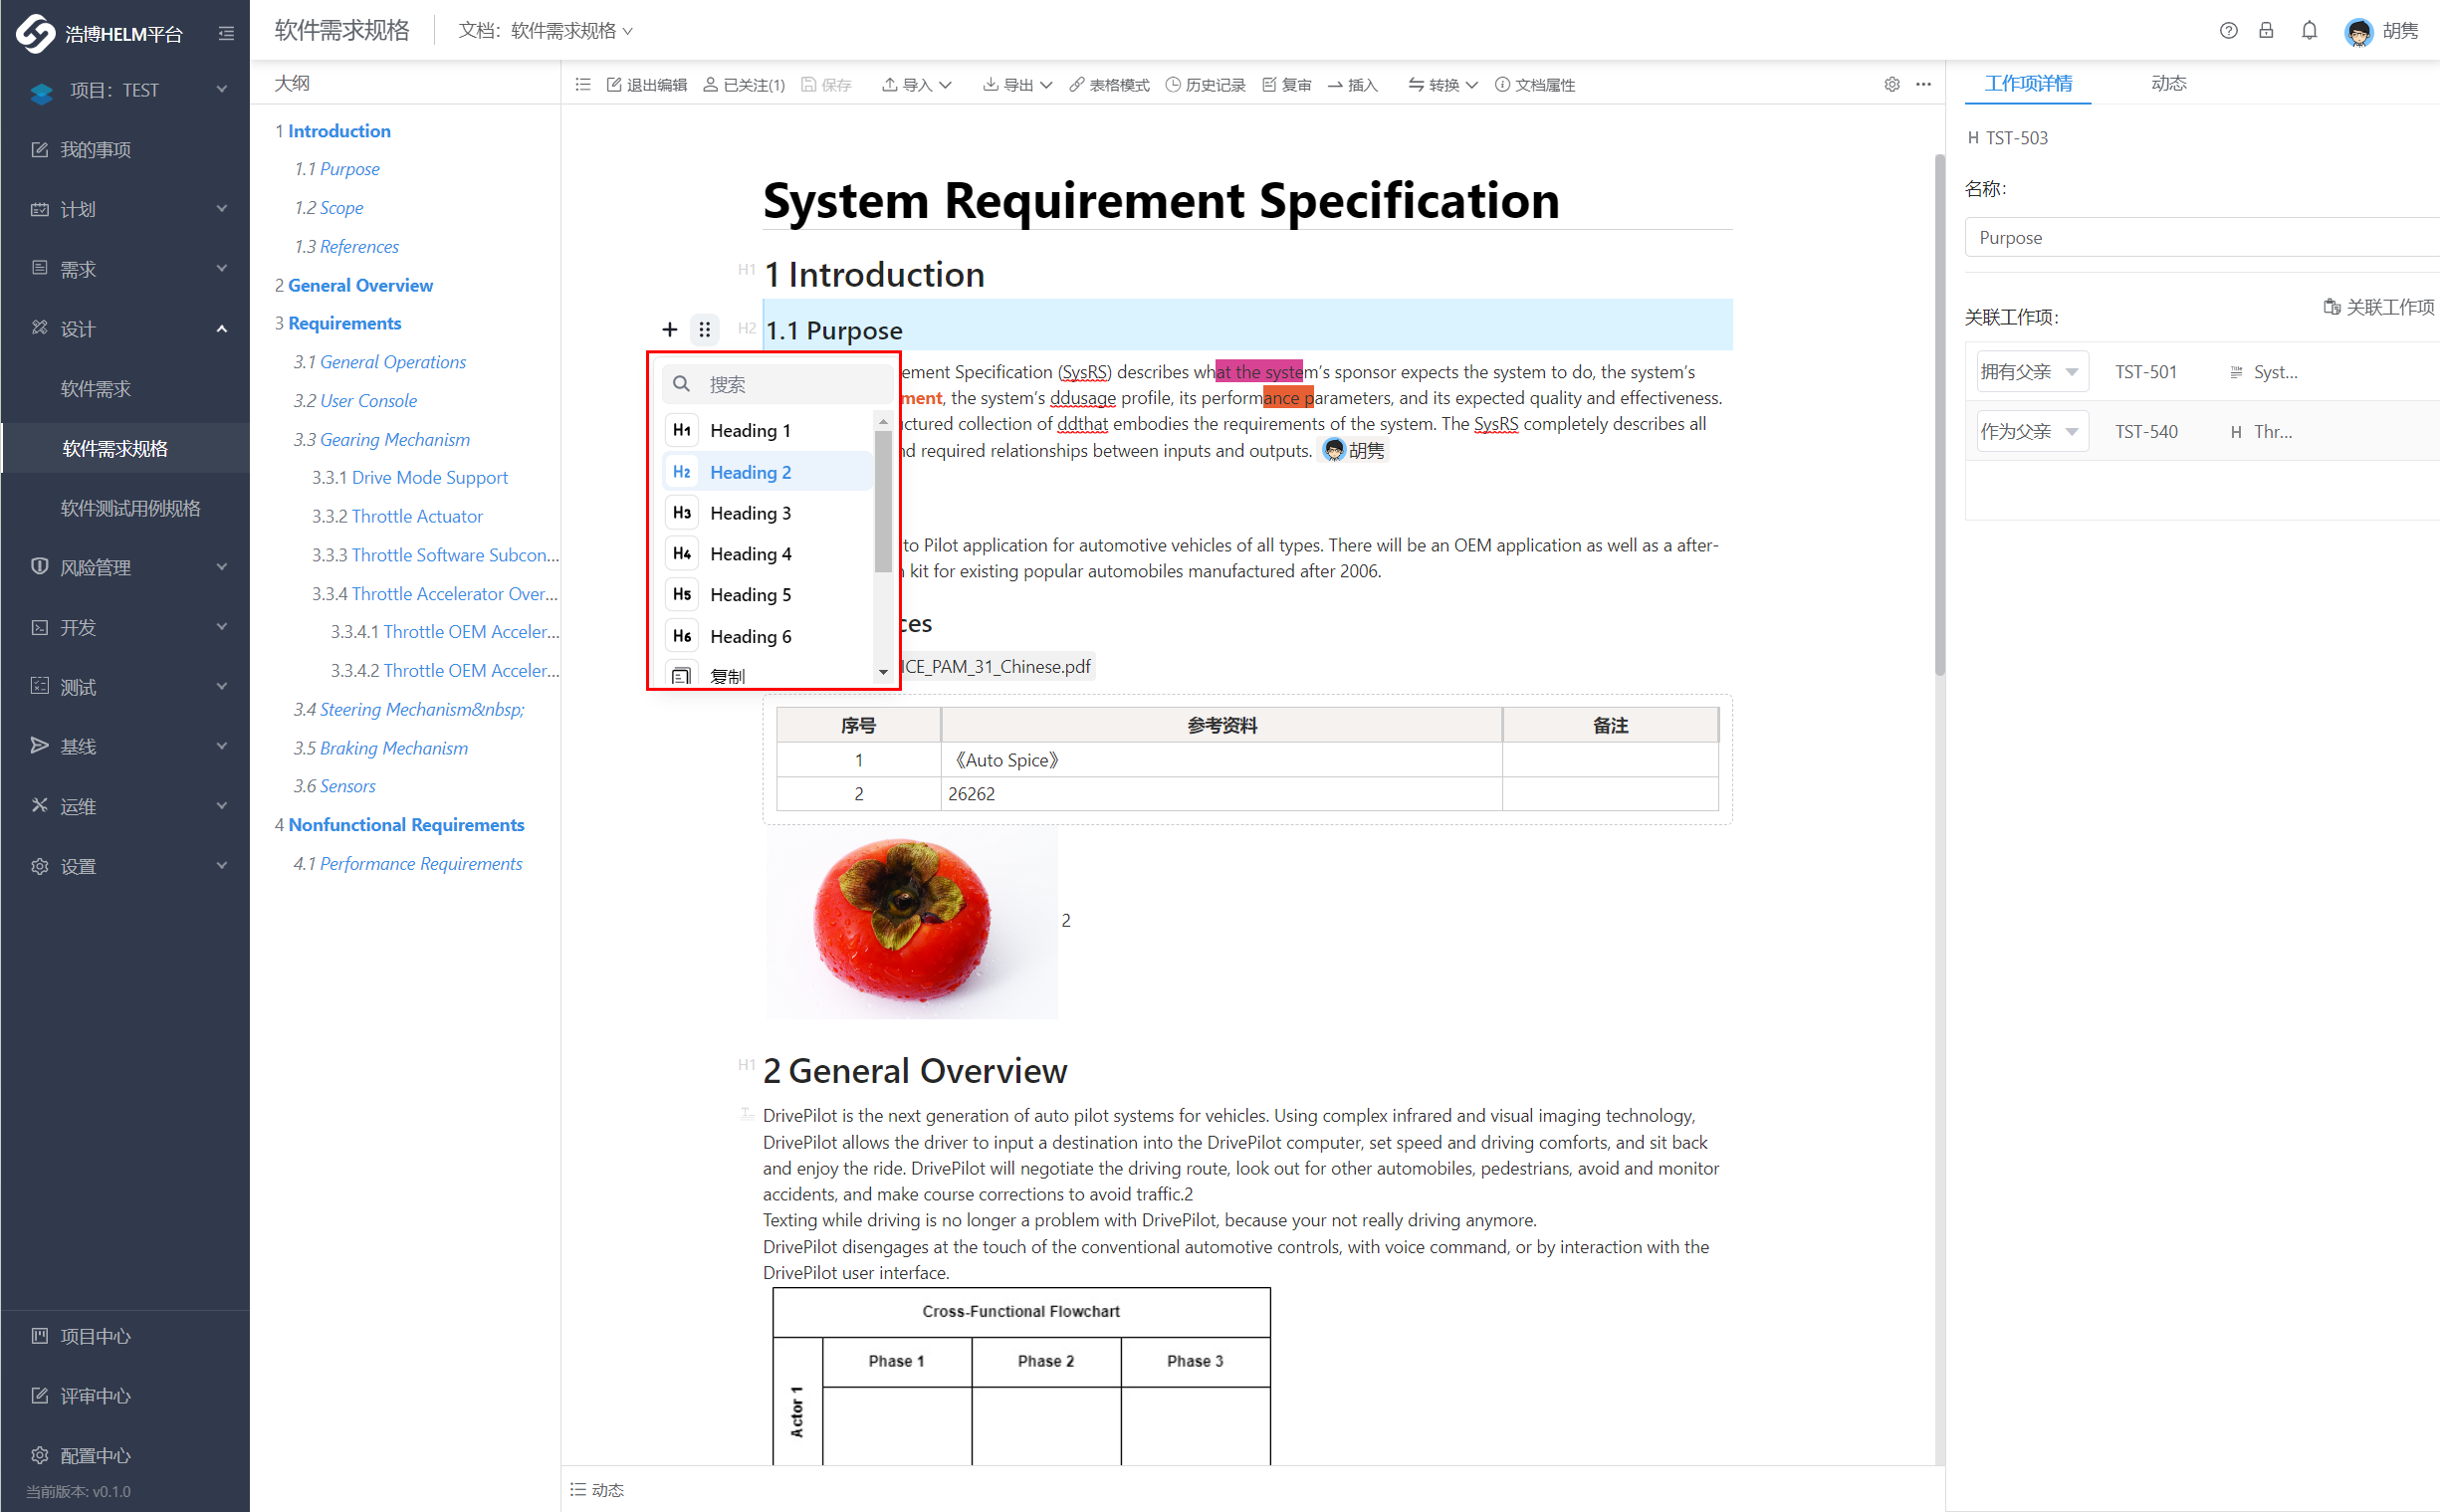 浩博HELM平台
项目：TEST
我的事项
计划
需求
设计
软件需求
软件需求规格
软件测试用例规格
风险管理
开发
测试
基线
运维
设置
项目中心
评审中心
配置中心
当前版本: v0.1.0
软件需求规格
文档：软件需求规格
胡隽
大纲
1 Introduction
1.1 Purpose
1.2 Scope
1.3 References
2 General Overview
3 Requirements
3.1 General Operations
3.2 User Console
3.3 Gearing Mechanism
3.3.1 Drive Mode Support
3.3.2 Throttle Actuator
3.3.3 Throttle Software Subcon...
3.3.4 Throttle Accelerator Over...
3.3.4.1 Throttle OEM Acceler...
3.3.4.2 Throttle OEM Acceler...
3.4 Steering Mechanism&nbsp;
3.5 Braking Mechanism
3.6 Sensors
4 Nonfunctional Requirements
4.1 Performance Requirements
退出编辑 已关注(1) 保存 导入 导出 表格模式 历史记录 复审 插入 转换 文档属性
System Requirement Specification
H1 1 Introduction
H2 1.1 Purpose
ement Specification (SysRS) describes what the system’s sponsor expects the system to do, the system’s
ment, the system’s ddusage profile, its performance parameters, and its expected quality and effectiveness.
uctured collection of ddthat embodies the requirements of the system. The SysRS completely describes all
d required relationships between inputs and outputs. 胡隽
搜索
H1 Heading 1
H2 Heading 2
H3 Heading 3
H4 Heading 4
H5 Heading 5
H6 Heading 6
复制
to Pilot application for automotive vehicles of all types. There will be an OEM application as well as a after-
kit for existing popular automobiles manufactured after 2006.
ces
ICE_PAM_31_Chinese.pdf
序号 参考资料 备注
1 《Auto Spice》
2 26262
2
H1 2 General Overview
DrivePilot is the next generation of auto pilot systems for vehicles. Using complex infrared and visual imaging technology,
DrivePilot allows the driver to input a destination into the DrivePilot computer, set speed and driving comforts, and sit back
and enjoy the ride. DrivePilot will negotiate the driving route, look out for other automobiles, pedestrians, avoid and monitor
accidents, and make course corrections to avoid traffic.2
Texting while driving is no longer a problem with DrivePilot, because your not really driving anymore.
DrivePilot disengages at the touch of the conventional automotive controls, with voice command, or by interaction with the
DrivePilot user interface.
Cross-Functional Flowchart
Phase 1 Phase 2 Phase 3
Actor 1
动态
工作项详情 动态
H TST-503
名称：
Purpose
关联工作项：
关联工作项
拥有父亲 TST-501 Syst...
作为父亲 TST-540 H Thr...